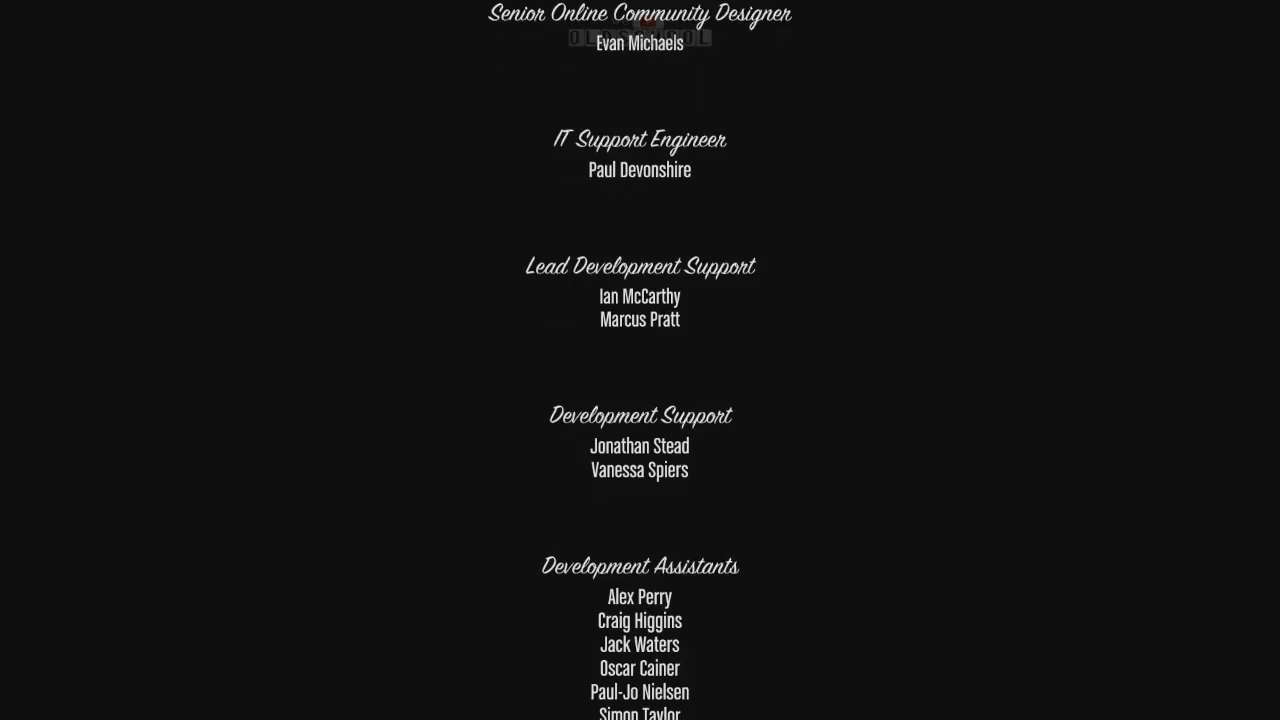 Senior Online Community Designer
OLDSCHOOL
Evan Michaels
IT Support Engineer
Paul Devonshire
Lead Development Support
Ian McCarthy
Marcus Pratt
Development Support
Jonathan Stead
Vanessa Spiers
Development Assistants
Alex Perry
Craig Higgins
Jack Waters
Oscar Cainer
Paul-Jo Nielsen
Simon Taylor